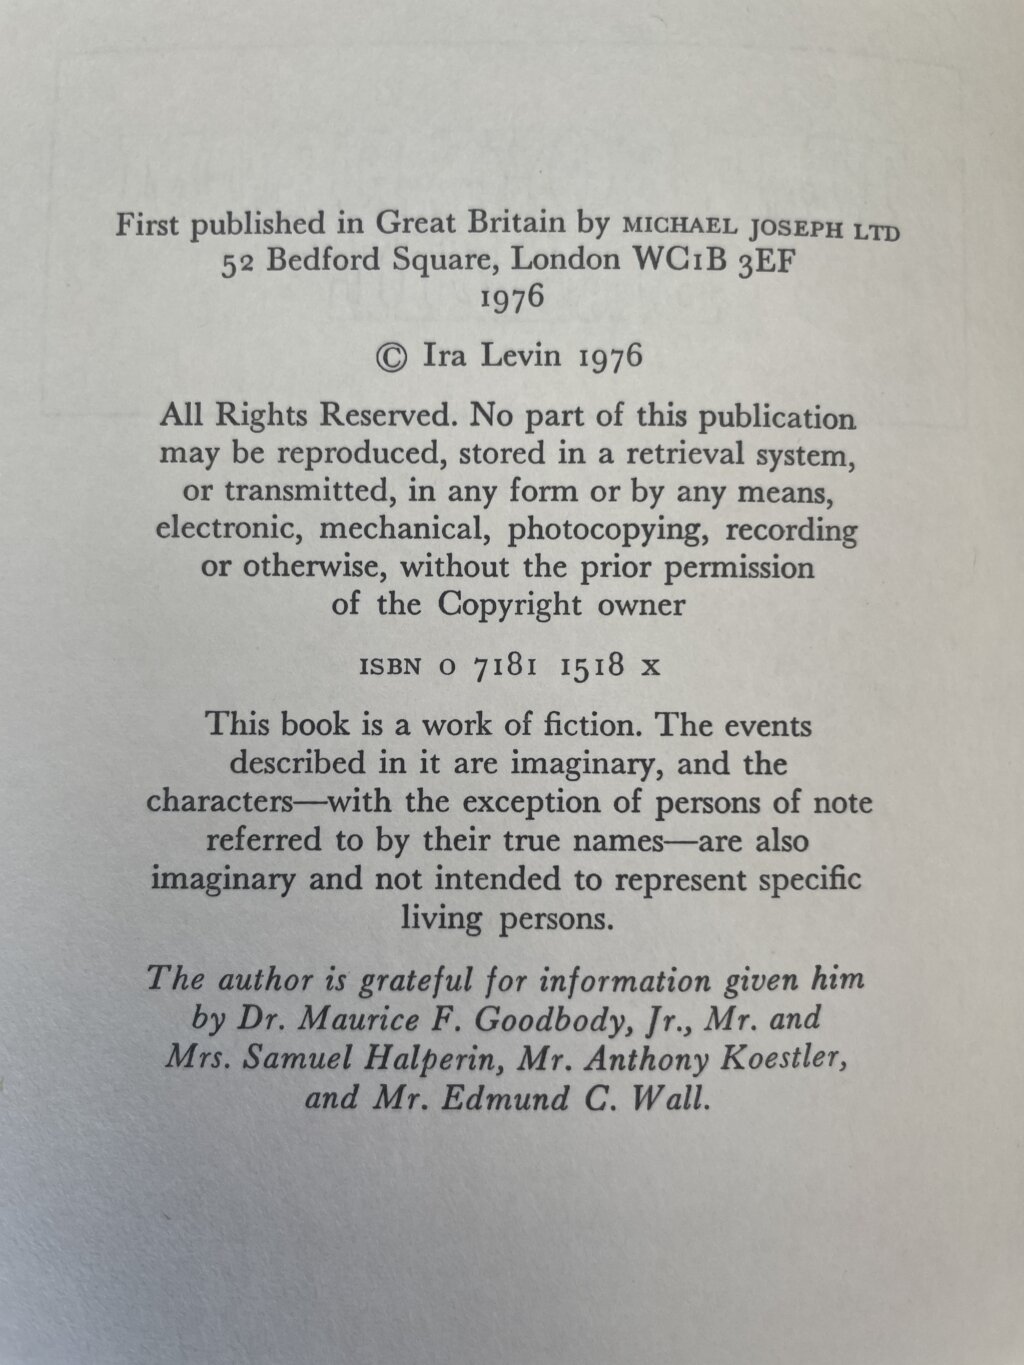 First published in Great Britain by MICHAEL JOSEPH LTD
52 Bedford Square, London WC1B 3EF
1976
© Ira Levin 1976
All Rights Reserved. No part of this publication
may be reproduced, stored in a retrieval system,
or transmitted, in any form or by any means,
electronic, mechanical, photocopying, recording
or otherwise, without the prior permission
of the Copyright owner
ISBN 0 7181 1518 X
This book is a work of fiction. The events
described in it are imaginary, and the
characters—with the exception of persons of note
referred to by their true names—are also
imaginary and not intended to represent specific
living persons.
The author is grateful for information given him
by Dr. Maurice F. Goodbody, Jr., Mr. and
Mrs. Samuel Halperin, Mr. Anthony Koestler,
and Mr. Edmund C. Wall.